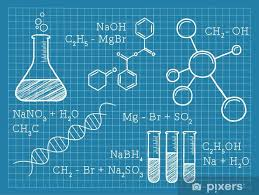 NaOH
C₂H₅ - MgBr
CH₃ - OH
O
O
O
NaNO₃ + H₂O
CH₃C
Mg - Br + SO₂
NaBH₄
CH₂ - Br + Na₂SO₃
C₂H₅OH
Na + H₂O
pixers